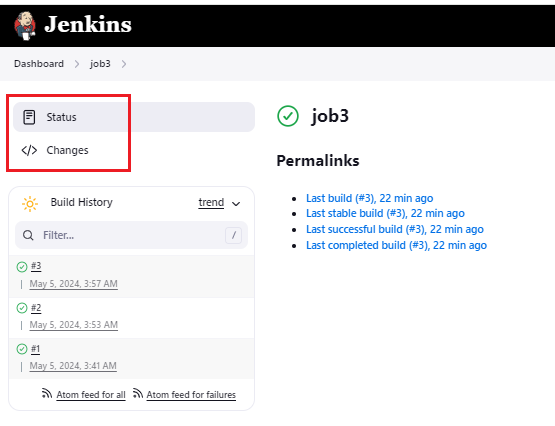 Jenkins
Dashboard > job3 >
Status
Changes
Build History trend
Filter... /
#3
| May 5, 2024, 3:57 AM
#2
| May 5, 2024, 3:53 AM
#1
| May 5, 2024, 3:41 AM
Atom feed for all Atom feed for failures
job3
Permalinks
• Last build (#3), 22 min ago
• Last stable build (#3), 22 min ago
• Last successful build (#3), 22 min ago
• Last completed build (#3), 22 min ago